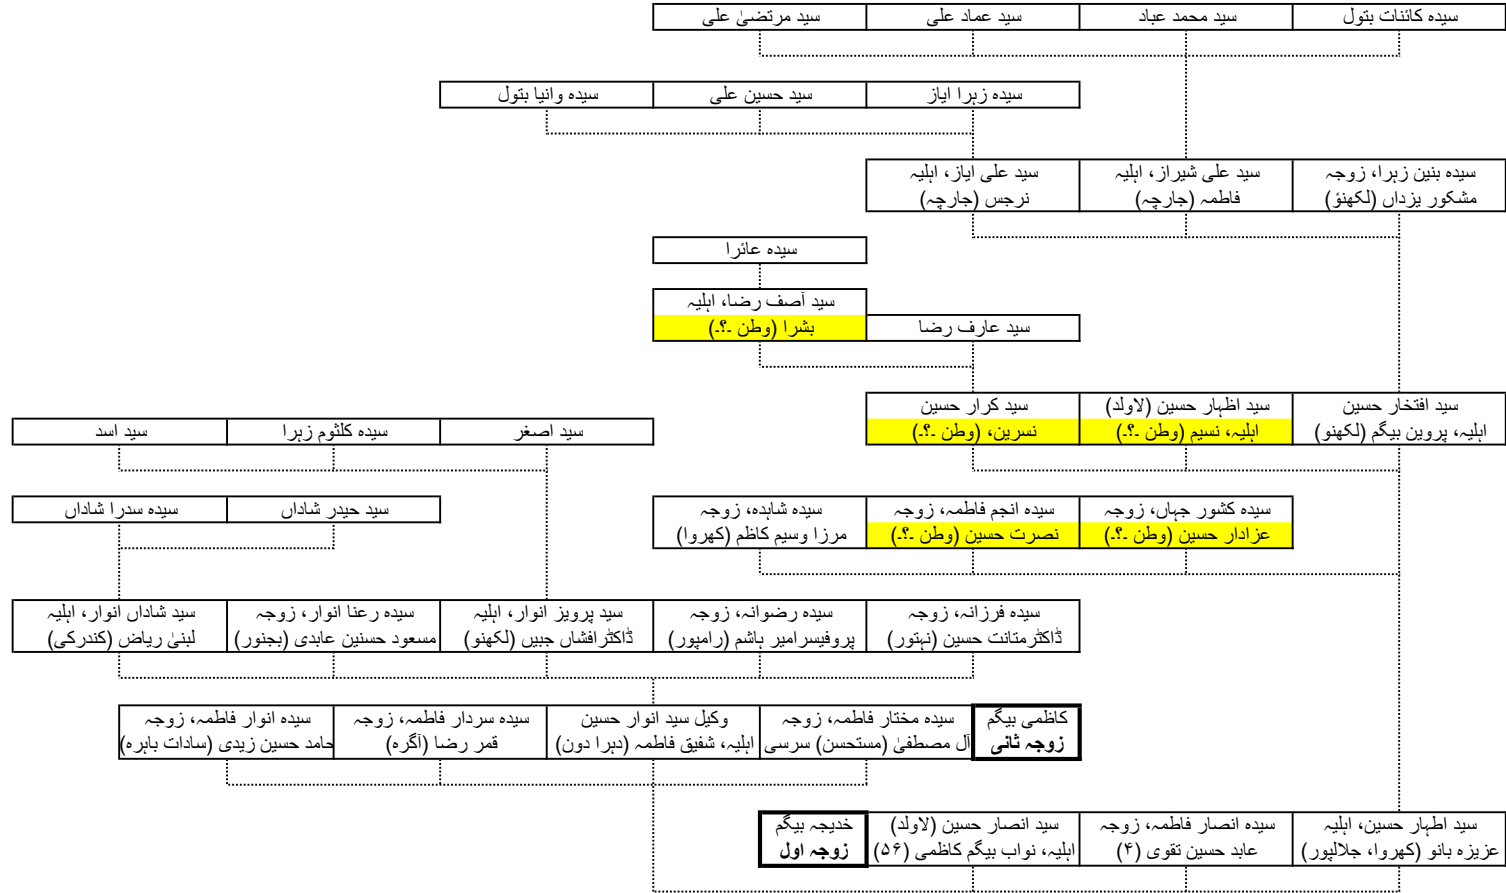 سیدہ کائنات بتول
سید محمد عباد
سید عماد علی
سید مرتضیٰ علی
سیدہ زہرا ایاز
سید حسین علی
سیدہ وانیا بتول
سیدہ بنین زہرا، زوجہ
مشکور یزداں (لکھنؤ)
سید علی شیراز، اہلیہ
فاطمہ (جارچہ)
سید علی ایاز، اہلیہ
نرجس (جارچہ)
سیدہ عائرا
سید آصف رضا، اہلیہ
بشرا (وطن ۔؟۔)
سید عارف رضا
سید افتخار حسین
اہلیہ، پروین بیگم (لکھنو)
سید اظہار حسین (لاولد)
اہلیہ، نسیم (وطن ۔؟۔)
سید کرار حسین
نسرین، (وطن ۔؟۔)
سید اصغر
سیدہ کلثوم زہرا
سید اسد
سیدہ کشور جہاں، زوجہ
عزادار حسین (وطن ۔؟۔)
سیدہ انجم فاطمہ، زوجہ
نصرت حسین (وطن ۔؟۔)
سیدہ شاہدہ، زوجہ
مرزا وسیم کاظم (کھروا)
سید حیدر شاداں
سیدہ سدرا شاداں
سیدہ فرزانہ، زوجہ
ڈاکٹرمتانت حسین (نہٹور)
سیدہ رضوانہ، زوجہ
پروفیسرامیر ہاشم (رامپور)
سید پرویز انوار، اہلیہ
ڈاکٹرافشاں جبیں (لکھنو)
سیدہ رعنا انوار، زوجہ
مسعود حسنین عابدی (بجنور)
سید شاداں انوار، اہلیہ
لبنیٰ ریاض (کندرکی)
کاظمی بیگم
زوجہ ثانی
سیدہ مختار فاطمہ، زوجہ
آل مصطفیٰ (مستحسن) سرسی
وکیل سید انوار حسین
اہلیہ، شفیق فاطمہ (دہرا دون)
سیدہ سردار فاطمہ، زوجہ
قمر رضا (آگرہ)
سیدہ انوار فاطمہ، زوجہ
حامد حسین زیدی (سادات باہرہ)
سید اطہار حسین، اہلیہ
عزیزہ بانو (کھروا، جلالپور)
سیدہ انصار فاطمہ، زوجہ
عابد حسین تقوی (۴)
سید انصار حسین (لاولد)
اہلیہ، نواب بیگم کاظمی (۵۶)
خدیجہ بیگم
زوجہ اول